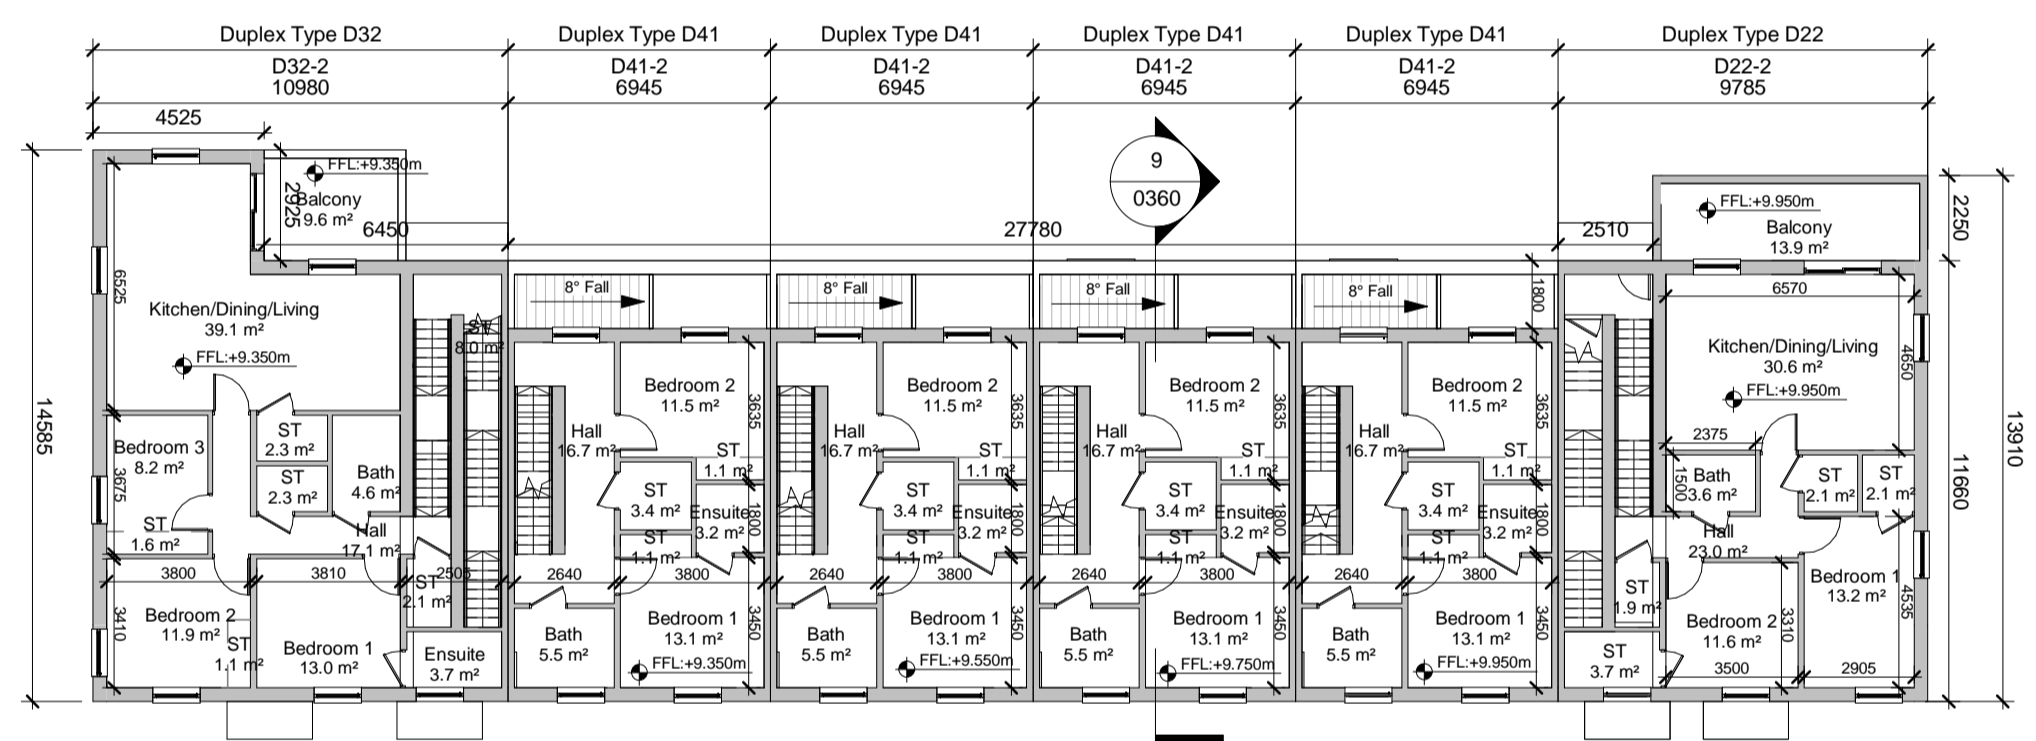 Duplex Type D32
Duplex Type D41
Duplex Type D41
Duplex Type D41
Duplex Type D41
Duplex Type D22
D32-2
10980
D41-2
6945
D41-2
6945
D41-2
6945
D41-2
6945
D22-2
9785
4525
9
0360
FFL:+9.350m
2925
Balcony
9.6 m²
6450
27780
2510
FFL:+9.950m
Balcony
13.9 m²
2250
14585
13910
11660
6525
Kitchen/Dining/Living
39.1 m²
FFL:+9.350m
ST
8.0 m²
8° Fall
8° Fall
8° Fall
8° Fall
1800
6570
Kitchen/Dining/Living
30.6 m²
FFL:+9.950m
4650
Bedroom 3
8.2 m²
3675
ST
2.3 m²
ST
2.3 m²
Bath
4.6 m²
ST
1.6 m²
Hall
17.1 m²
3800
3810
2505
3410
Bedroom 2
11.9 m²
ST
1.1 m²
Bedroom 1
13.0 m²
ST
2.1 m²
Ensuite
3.7 m²
Bedroom 2
11.5 m²
3635
Hall
16.7 m²
ST
1.1 m²
ST
3.4 m²
Ensuite
3.2 m²
1800
ST
1.1 m²
2640
3800
Bath
5.5 m²
Bedroom 1
13.1 m²
3450
FFL:+9.350m
Bedroom 2
11.5 m²
3635
Hall
16.7 m²
ST
1.1 m²
ST
3.4 m²
Ensuite
3.2 m²
1800
ST
1.1 m²
2640
3800
Bath
5.5 m²
Bedroom 1
13.1 m²
3450
FFL:+9.550m
Bedroom 2
11.5 m²
3635
Hall
16.7 m²
ST
1.1 m²
ST
3.4 m²
Ensuite
3.2 m²
1800
ST
1.1 m²
2640
3800
Bath
5.5 m²
Bedroom 1
13.1 m²
3450
FFL:+9.750m
Bedroom 2
11.5 m²
3635
Hall
16.7 m²
ST
1.1 m²
ST
3.4 m²
Ensuite
3.2 m²
1800
ST
1.1 m²
2640
3800
Bath
5.5 m²
Bedroom 1
13.1 m²
3450
FFL:+9.950m
2375
1500
Bath
3.6 m²
ST
2.1 m²
ST
2.1 m²
Hall
23.0 m²
ST
1.9 m²
Bedroom 1
13.2 m²
4535
Bedroom 2
11.6 m²
3310
ST
3.7 m²
3500
2905